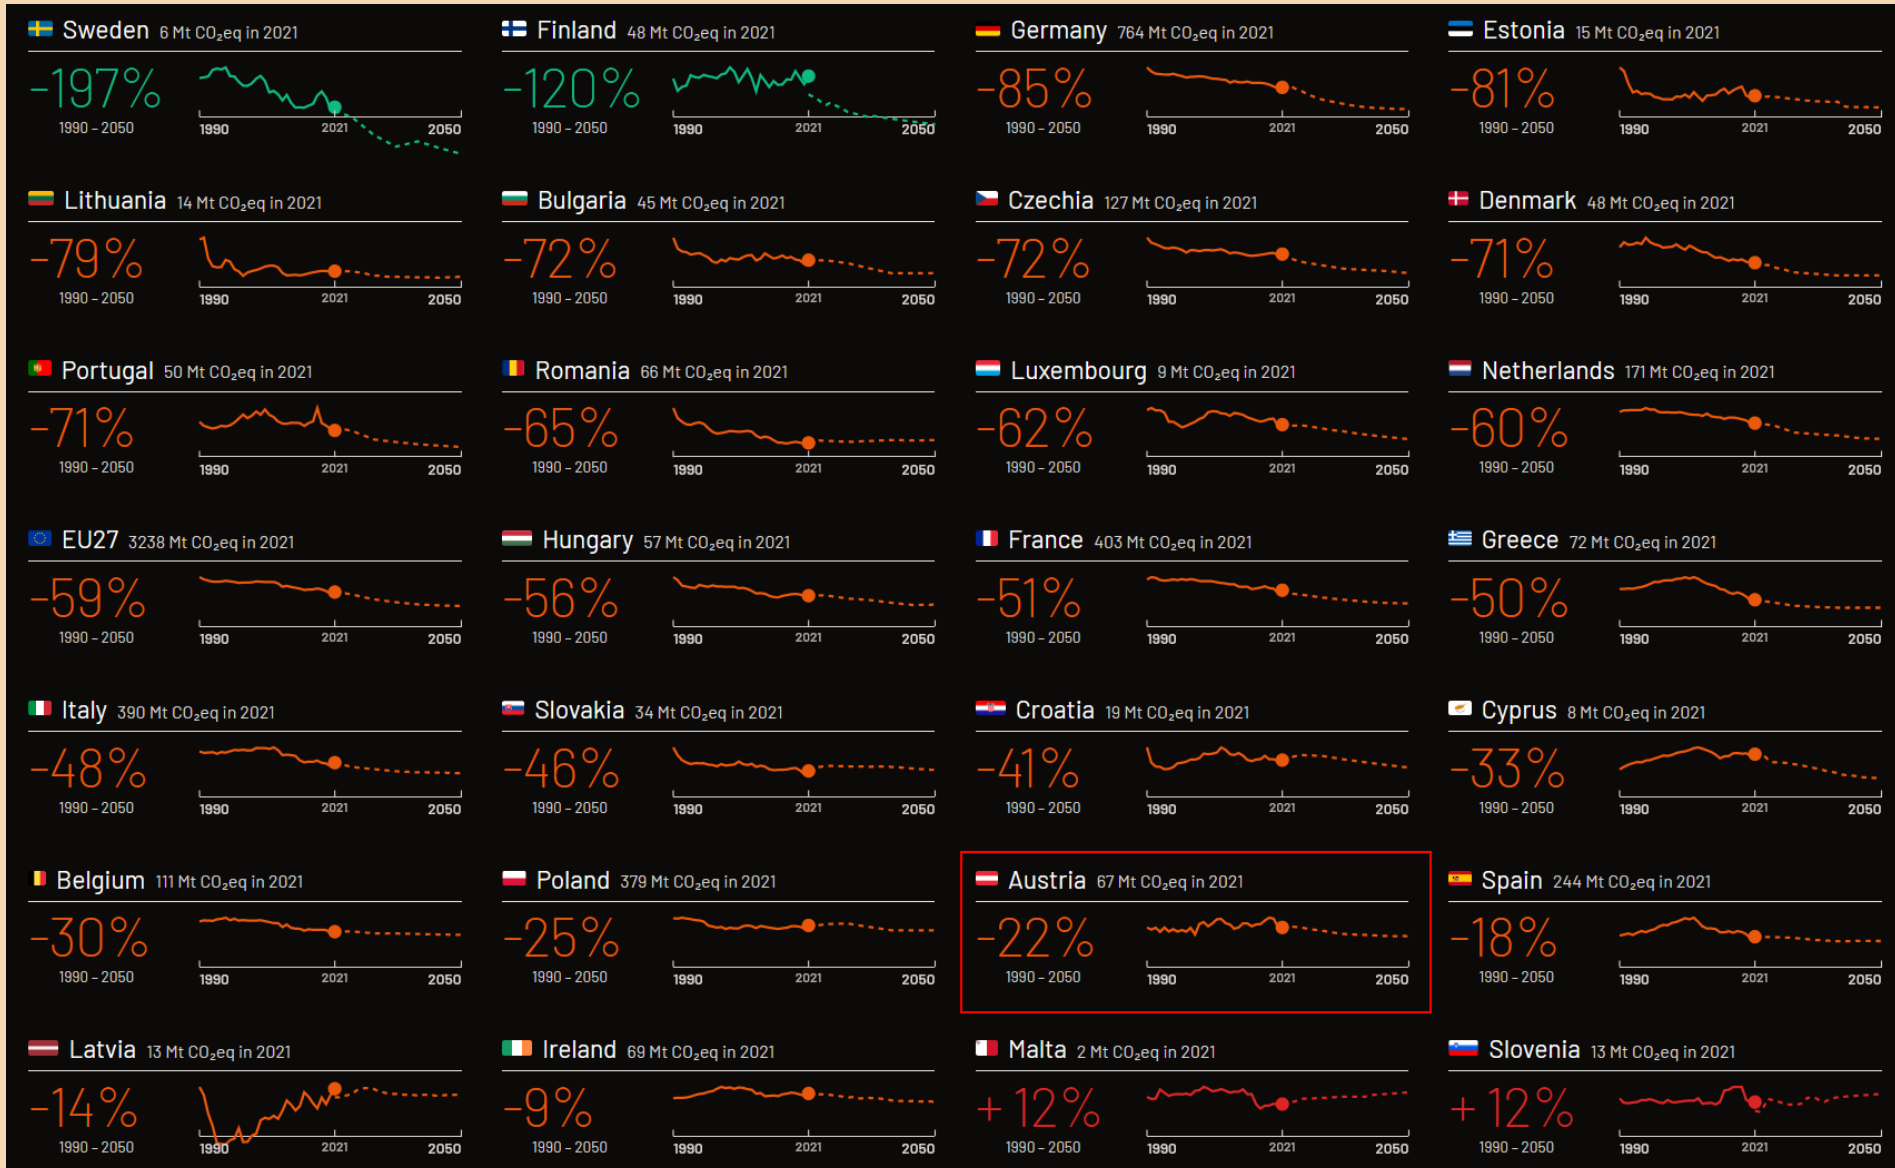 Sweden 6 Mt CO₂eq in 2021
-197%
1990 - 2050
1990 2021 2050
Finland 48 Mt CO₂eq in 2021
-120%
1990 - 2050
1990 2021 2050
Germany 764 Mt CO₂eq in 2021
-85%
1990 - 2050
1990 2021 2050
Estonia 15 Mt CO₂eq in 2021
-81%
1990 - 2050
1990 2021 2050
Lithuania 14 Mt CO₂eq in 2021
-79%
1990 - 2050
1990 2021 2050
Bulgaria 45 Mt CO₂eq in 2021
-72%
1990 - 2050
1990 2021 2050
Czechia 127 Mt CO₂eq in 2021
-72%
1990 - 2050
1990 2021 2050
Denmark 48 Mt CO₂eq in 2021
-71%
1990 - 2050
1990 2021 2050
Portugal 50 Mt CO₂eq in 2021
-71%
1990 - 2050
1990 2021 2050
Romania 66 Mt CO₂eq in 2021
-65%
1990 - 2050
1990 2021 2050
Luxembourg 9 Mt CO₂eq in 2021
-62%
1990 - 2050
1990 2021 2050
Netherlands 171 Mt CO₂eq in 2021
-60%
1990 - 2050
1990 2021 2050
EU27 3238 Mt CO₂eq in 2021
-59%
1990 - 2050
1990 2021 2050
Hungary 57 Mt CO₂eq in 2021
-56%
1990 - 2050
1990 2021 2050
France 403 Mt CO₂eq in 2021
-51%
1990 - 2050
1990 2021 2050
Greece 72 Mt CO₂eq in 2021
-50%
1990 - 2050
1990 2021 2050
Italy 390 Mt CO₂eq in 2021
-48%
1990 - 2050
1990 2021 2050
Slovakia 34 Mt CO₂eq in 2021
-46%
1990 - 2050
1990 2021 2050
Croatia 19 Mt CO₂eq in 2021
-41%
1990 - 2050
1990 2021 2050
Cyprus 8 Mt CO₂eq in 2021
-33%
1990 - 2050
1990 2021 2050
Belgium 111 Mt CO₂eq in 2021
-30%
1990 - 2050
1990 2021 2050
Poland 379 Mt CO₂eq in 2021
-25%
1990 - 2050
1990 2021 2050
Austria 67 Mt CO₂eq in 2021
-22%
1990 - 2050
1990 2021 2050
Spain 244 Mt CO₂eq in 2021
-18%
1990 - 2050
1990 2021 2050
Latvia 13 Mt CO₂eq in 2021
-14%
1990 - 2050
1990 2021 2050
Ireland 69 Mt CO₂eq in 2021
-9%
1990 - 2050
1990 2021 2050
Malta 2 Mt CO₂eq in 2021
+12%
1990 - 2050
1990 2021 2050
Slovenia 13 Mt CO₂eq in 2021
+12%
1990 - 2050
1990 2021 2050